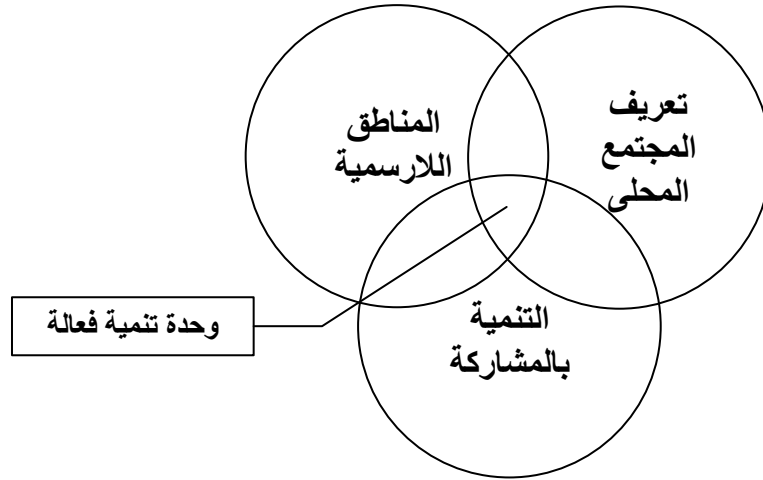 تعريف
المجتمع
المحلى
المناطق
اللارسمية
التنمية
بالمشاركة
وحدة تنمية فعالة